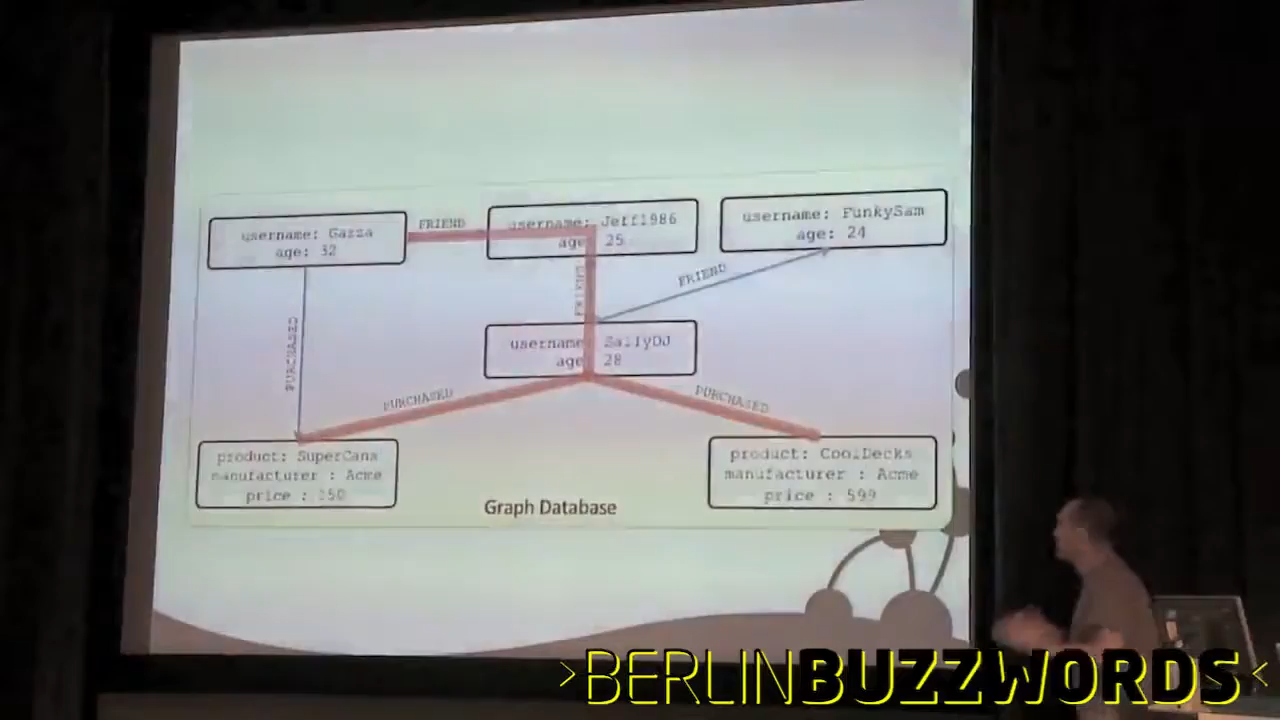 username: Gazza
age: 32
FRIEND
username: Jeff1986
age: 25
username: FunkySam
age: 24
FRIEND
FRIEND
PURCHASED
username: SallyDJ
age: 28
PURCHASED
PURCHASED
product: SuperCans
manufacturer : Acme
price : 150
product: CoolDecks
manufacturer : Acme
price : 599
Graph Database
>BERLINBUZZWORDS<